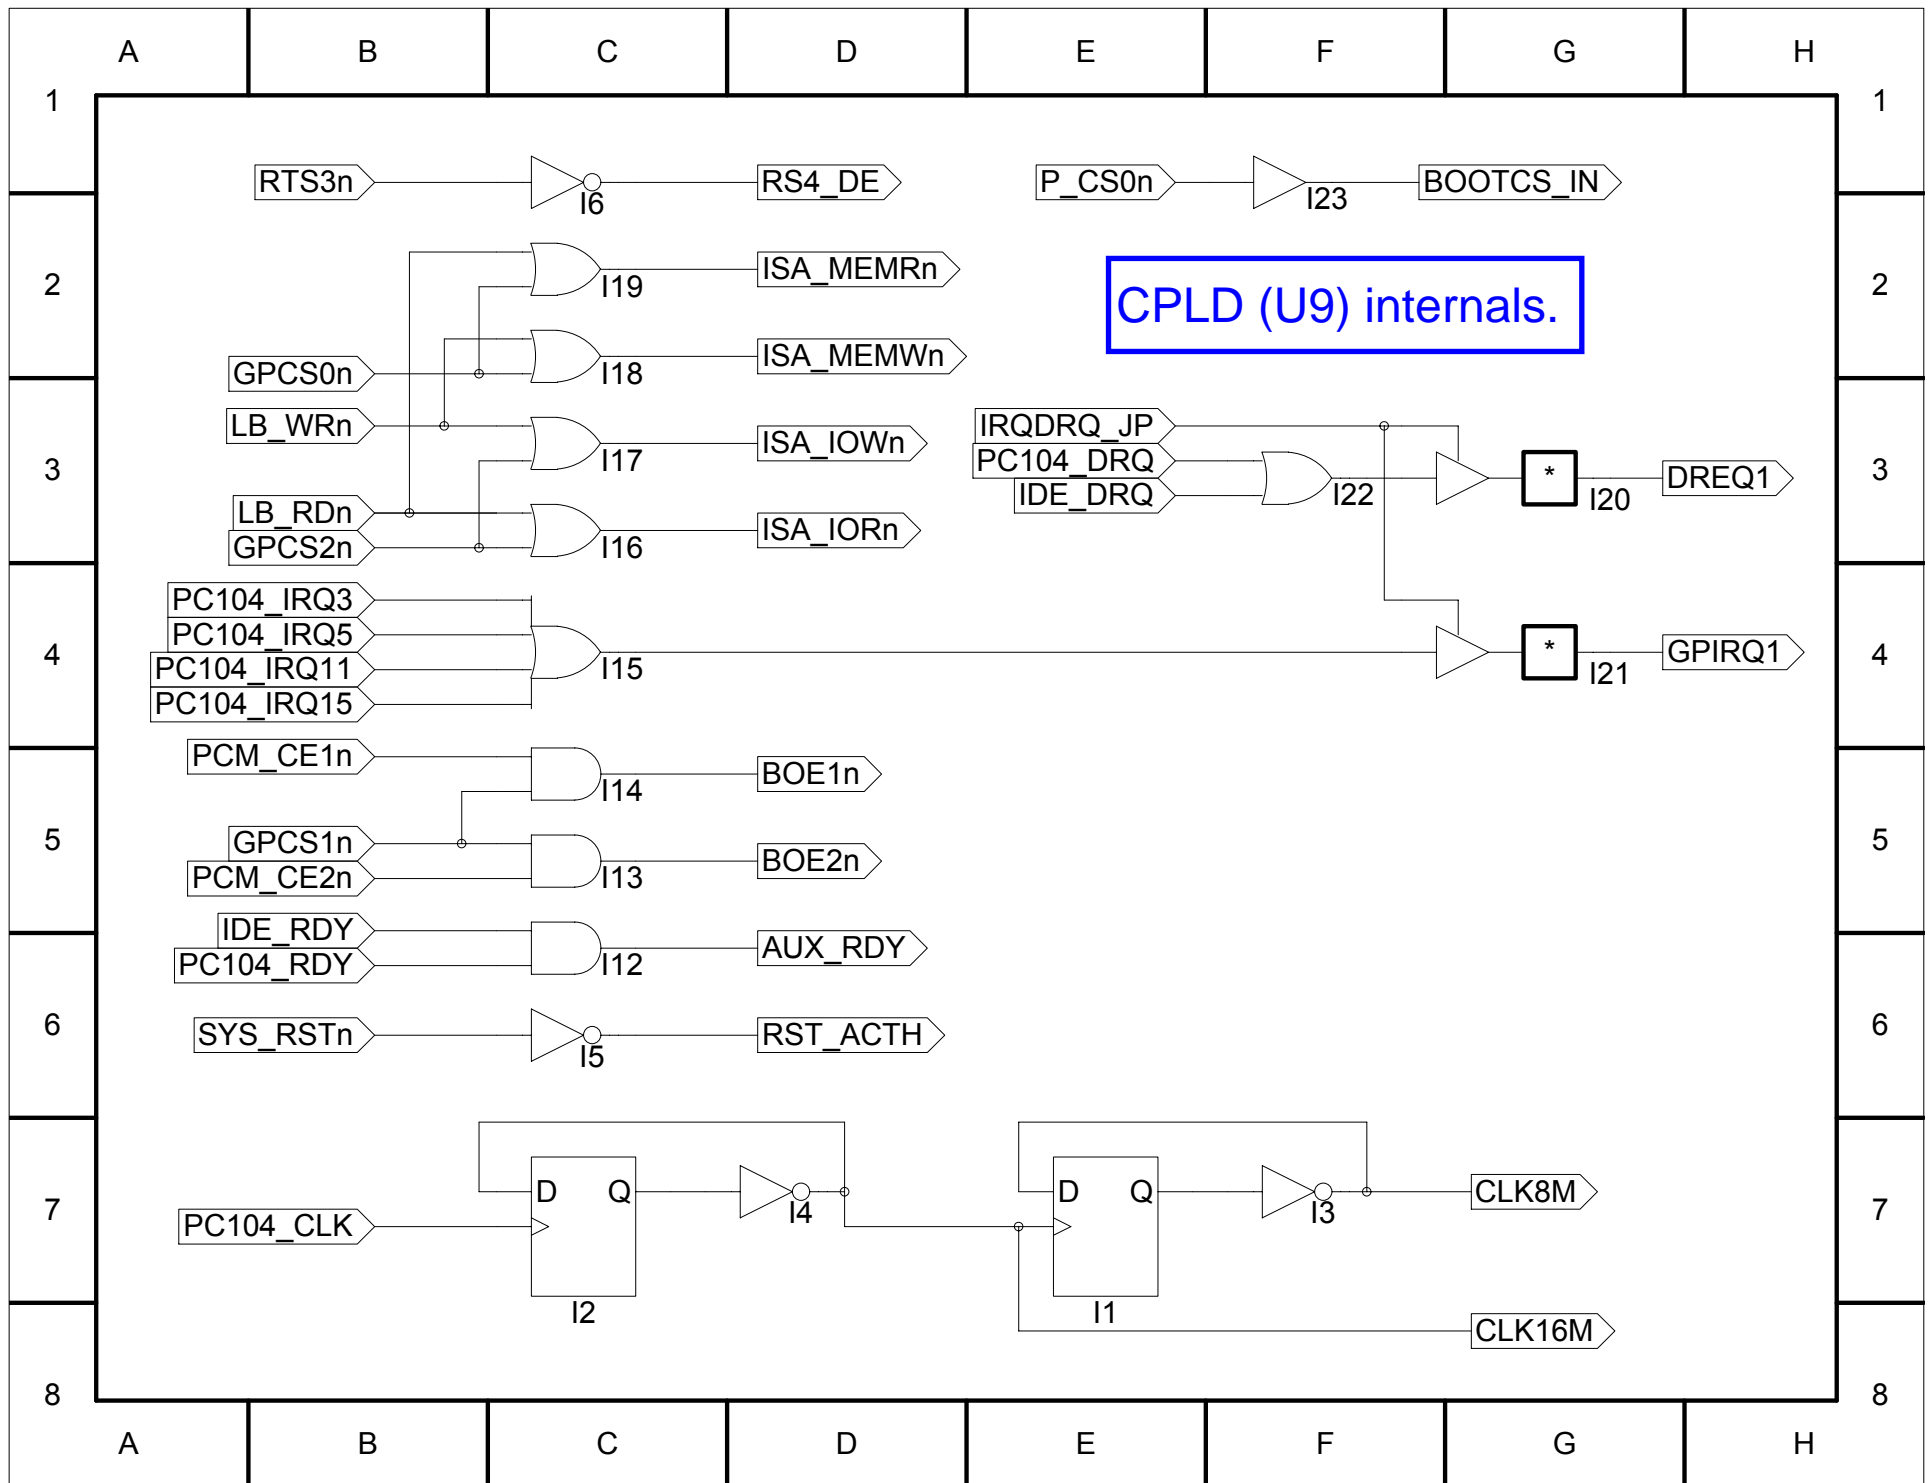 A B C D E F G H
1 1
RTS3n I6 RS4_DE P_CS0n I23 BOOTCS_IN
2 2
I19 ISA_MEMRn
CPLD (U9) internals.
GPCS0n I18 ISA_MEMWn
3 3
LB_WRn I17 ISA_IOWn
IRQDRQ_JP
PC104_DRQ
IDE_DRQ I22 * I20 DREQ1
LB_RDn
GPCS2n I16 ISA_IORn
4 4
PC104_IRQ3
PC104_IRQ5
PC104_IRQ11
PC104_IRQ15 I15 * I21 GPIRQ1
5 5
PCM_CE1n I14 BOE1n
GPCS1n
PCM_CE2n I13 BOE2n
6 6
IDE_RDY
PC104_RDY I12 AUX_RDY
SYS_RSTn I5 RST_ACTH
7 7
D Q I4 D Q I3 CLK8M
PC104_CLK
I2 I1
CLK16M
8 8
A B C D E F G H